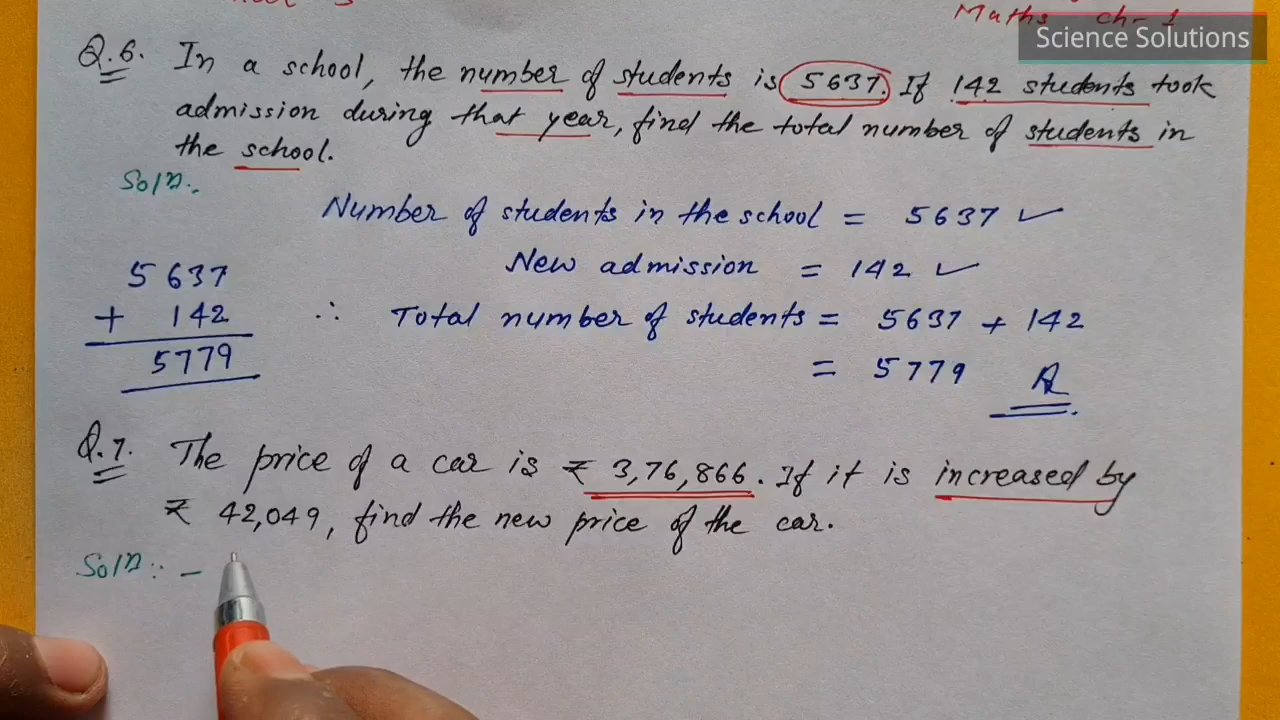 Maths ch-1
Science Solutions
Q.6. In a school, the number of students is 5637. If 142 students took
admission during that year, find the total number of students in
the school.
Soln:.
Number of students in the school = 5637 ✓
New admission = 142 ✓
5637
+ 142
5779
∴ Total number of students = 5637 + 142
= 5779
Q.7. The price of a car is ₹ 3,76,866. If it is increased by
₹ 42,049, find the new price of the car.
Soln:: -